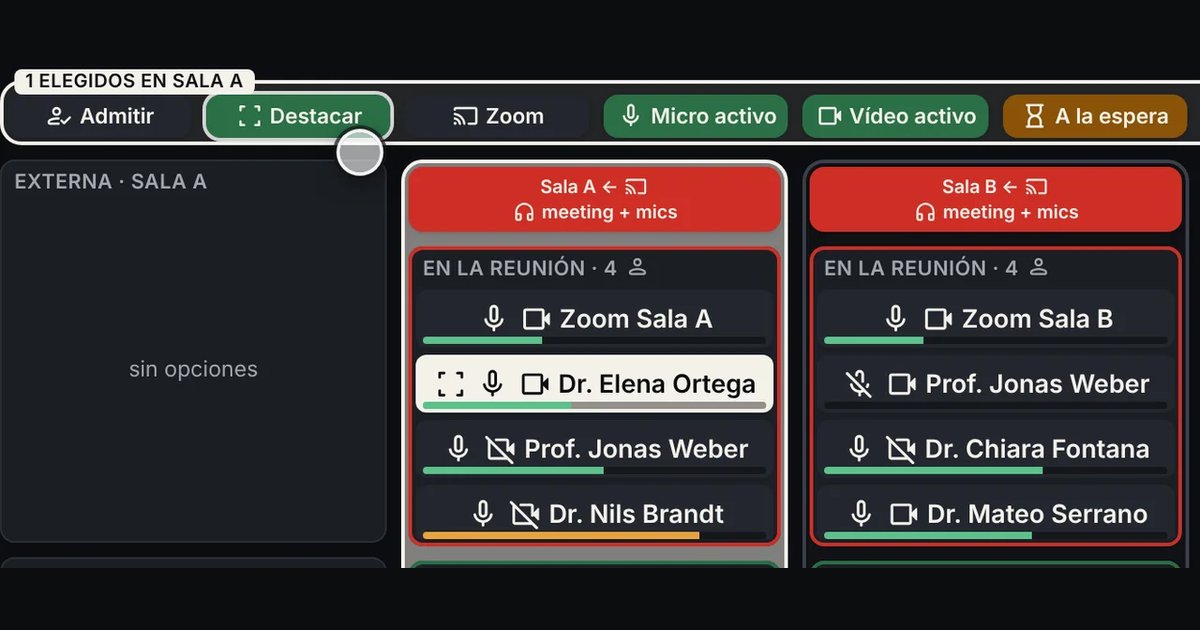 1 ELEGIDOS EN SALA A
Admitir
Destacar
Zoom
Micro activo
Vídeo activo
A la espera
EXTERNA · SALA A
sin opciones
Sala A ←
meeting + mics
EN LA REUNIÓN · 4
Zoom Sala A
Dr. Elena Ortega
Prof. Jonas Weber
Dr. Nils Brandt
Sala B ←
meeting + mics
EN LA REUNIÓN · 4
Zoom Sala B
Prof. Jonas Weber
Dr. Chiara Fontana
Dr. Mateo Serrano